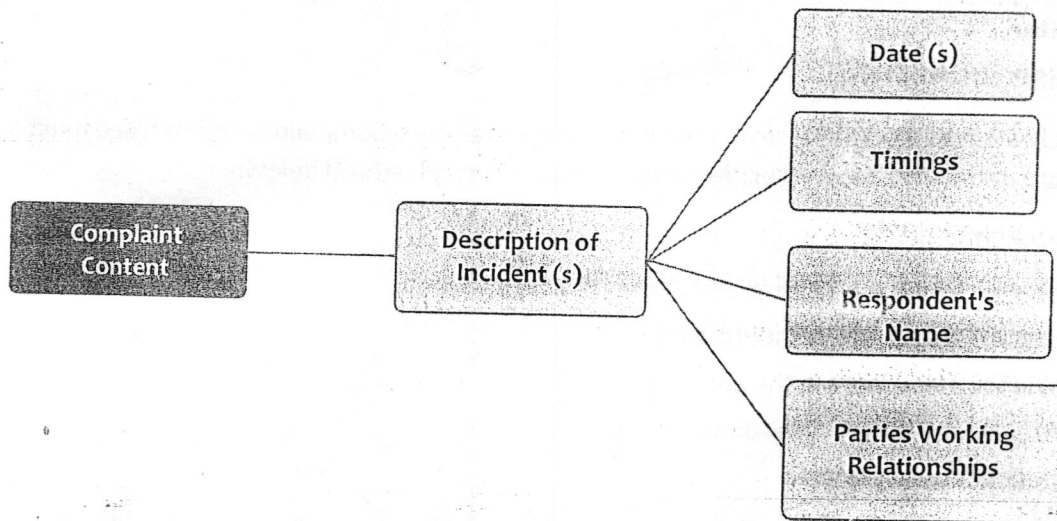 Date (s)
Timings
Complaint
Content
Description of
Incident (s)
Respondent's
Name
Parties Working
Relationships